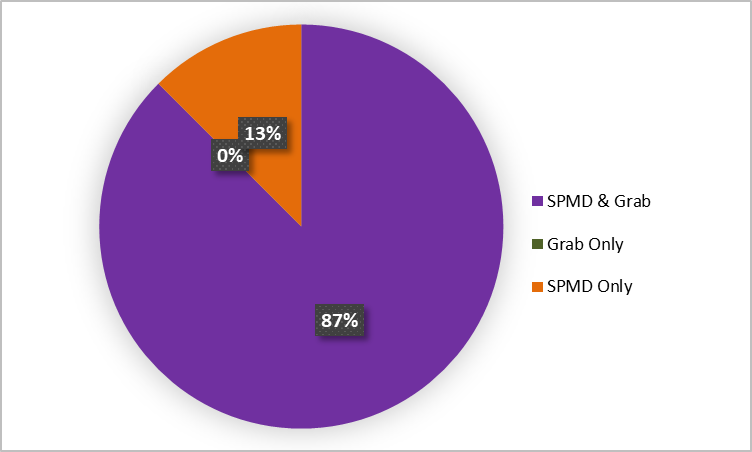 13%
0%
87%
SPMD & Grab
Grab Only
SPMD Only